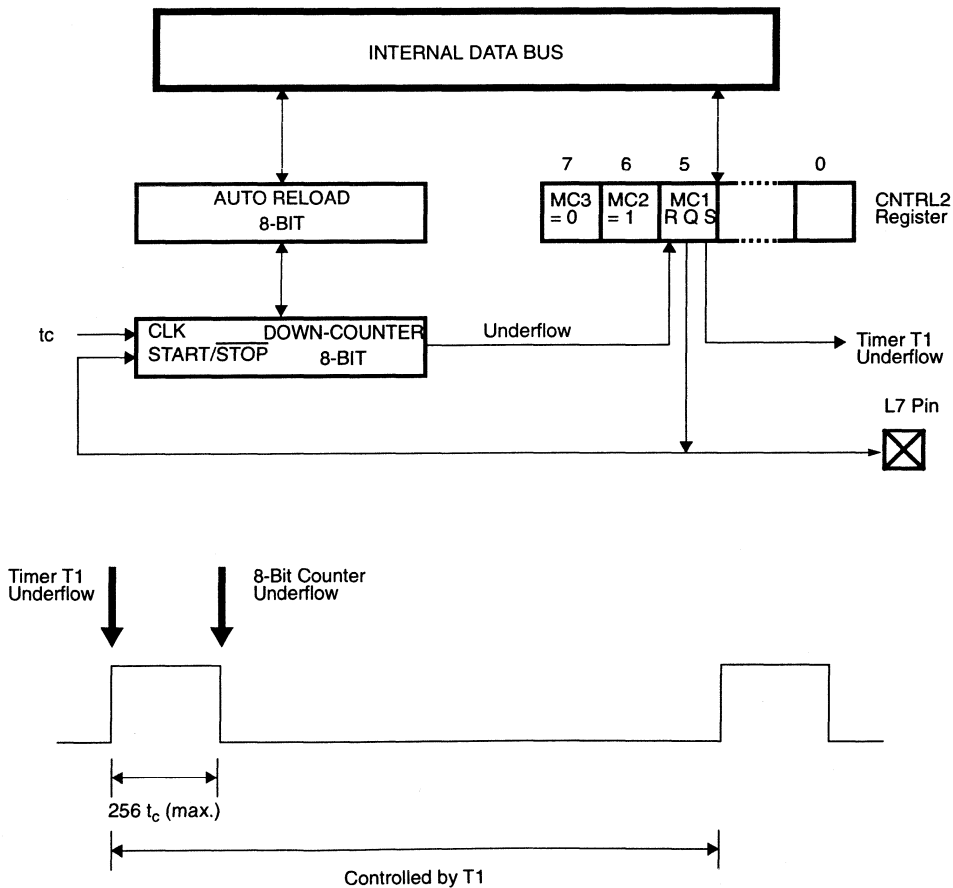 INTERNAL DATA BUS
AUTO RELOAD
8-BIT
7 6 5 0
MC3 MC2 MC1
= 0 = 1 R Q S
CNTRL2
Register
tc
CLK DOWN-COUNTER
START/STOP 8-BIT
Underflow
Timer T1
Underflow
L7 Pin
Timer T1
Underflow
8-Bit Counter
Underflow
256 tc (max.)
Controlled by T1